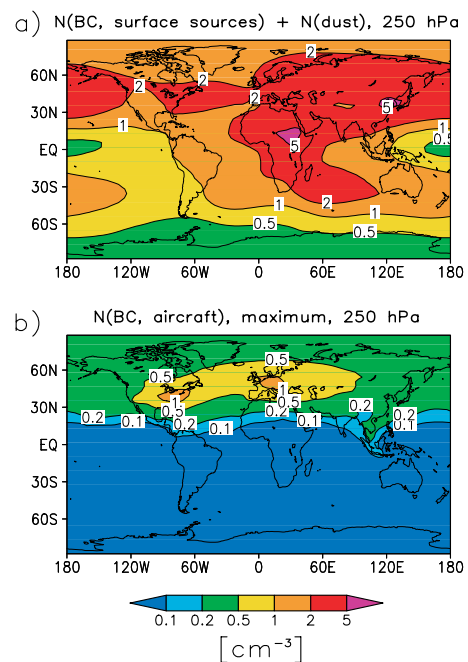 a) N(BC, surface sources) + N(dust), 250 hPa
60N
30N
EQ
30S
60S
2
2
2
2
5
1
1
0.5
5
2
1
1
0.5
0.5
180 120W 60W 0 60E 120E 180
b) N(BC, aircraft), maximum, 250 hPa
60N
30N
EQ
30S
60S
0.5
0.5
1
1
0.5
0.5
0.2
0.2
0.2
0.2
0.2
0.1
0.1
0.1
0.1
180 120W 60W 0 60E 120E 180
0.1 0.2 0.5 1 2 5
[cm⁻³]